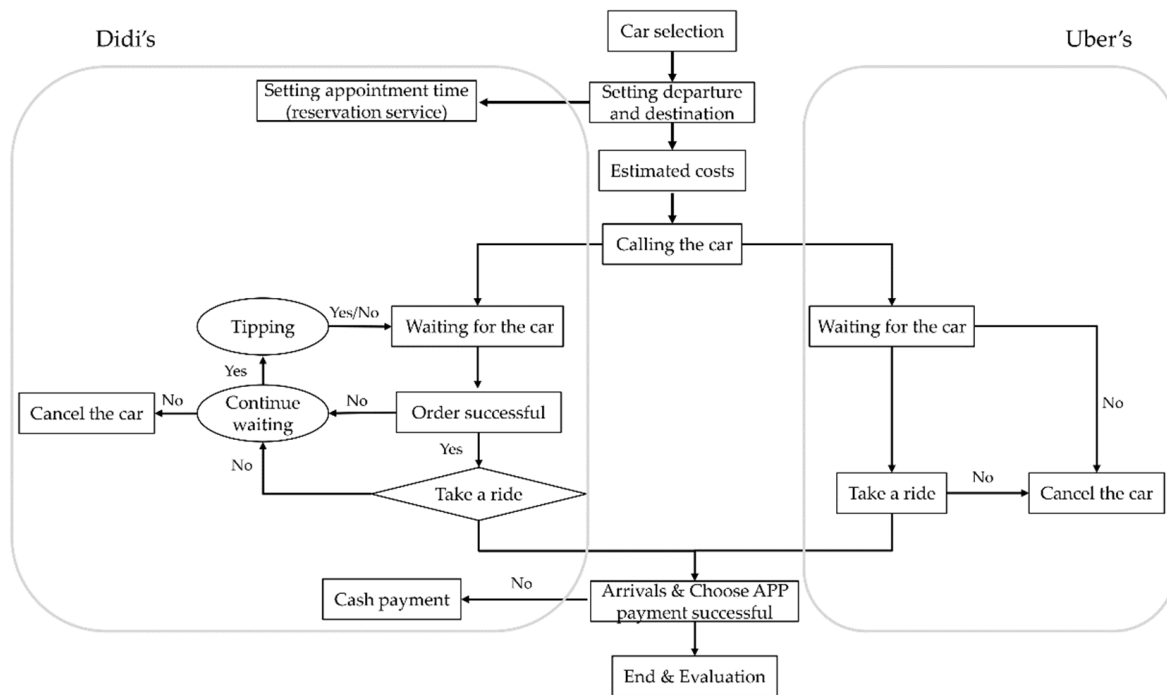 Didi's
Car selection
Uber's
Setting appointment time
(reservation service)
Setting departure
and destination
Estimated costs
Calling the car
Tipping
Yes/No
Waiting for the car
Waiting for the car
Yes
Cancel the car
No
Continue
waiting
No
Order successful
No
Yes
No
Take a ride
Take a ride
No
Cancel the car
Cash payment
No
Arrivals & Choose APP
payment successful
End & Evaluation